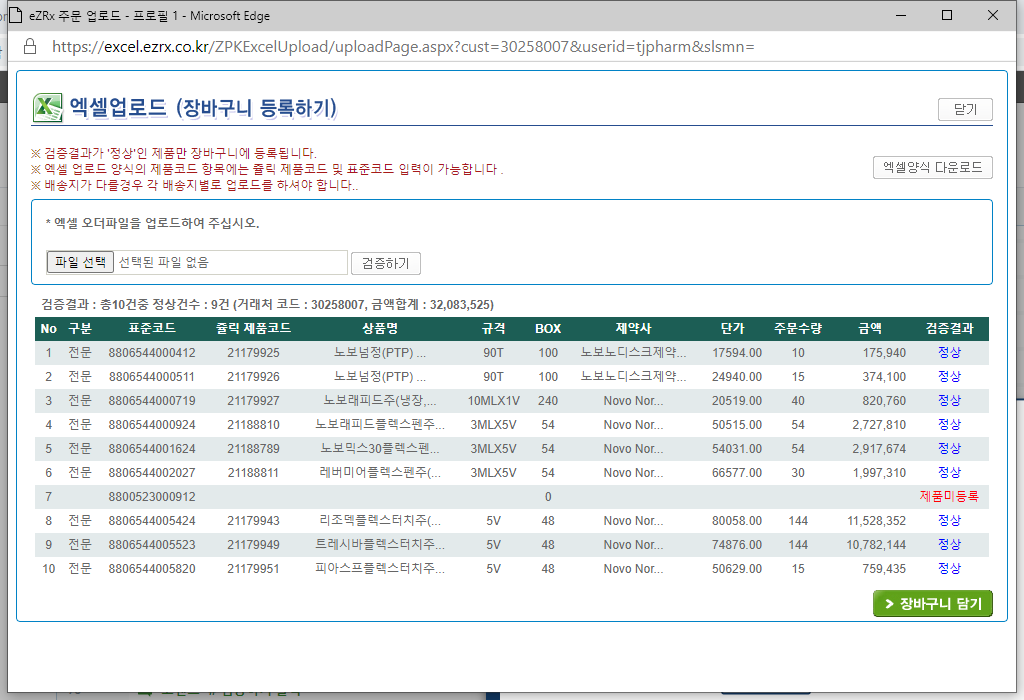 eZRx 주문 업로드 - 프로필 1 - Microsoft Edge
https://excel.ezrx.co.kr/ZPKExcelUpload/uploadPage.aspx?cust=30258007&userid=tjpharm&slsmn=
엑셀업로드 (장바구니 등록하기)
닫기
※ 검증결과가 '정상'인 제품만 장바구니에 등록됩니다.
※ 엑셀 업로드 양식의 제품코드 항목에는 쥴릭 제품코드 및 표준코드 입력이 가능합니다 .
※ 배송지가 다를경우 각 배송지별로 업로드를 하셔야 합니다..
엑셀양식 다운로드
* 엑셀 오더파일을 업로드하여 주십시오.
파일 선택 선택된 파일 없음 검증하기
검증결과 : 총10건중 정상건수 : 9건 (거래처 코드 : 30258007, 금액합계 : 32,083,525)
No 구분 표준코드 쥴릭 제품코드 상품명 규격 BOX 제약사 단가 주문수량 금액 검증결과
1 전문 8806544000412 21179925 노보넘정(PTP) ... 90T 100 노보노디스크제약... 17594.00 10 175,940 정상
2 전문 8806544000511 21179926 노보넘정(PTP) ... 90T 100 노보노디스크제약... 24940.00 15 374,100 정상
3 전문 8806544000719 21179927 노보래피드주(냉장,... 10MLX1V 240 Novo Nor... 20519.00 40 820,760 정상
4 전문 8806544000924 21188810 노보래피드플렉스펜주... 3MLX5V 54 Novo Nor... 50515.00 54 2,727,810 정상
5 전문 8806544001624 21188789 노보믹스30플렉스펜... 3MLX5V 54 Novo Nor... 54031.00 54 2,917,674 정상
6 전문 8806544002027 21188811 레버미어플렉스펜주(... 3MLX5V 54 Novo Nor... 66577.00 30 1,997,310 정상
7 8800523000912 0 제품미등록
8 전문 8806544005424 21179943 리조덱플렉스터치주(... 5V 48 Novo Nor... 80058.00 144 11,528,352 정상
9 전문 8806544005523 21179949 트레시바플렉스터치주... 5V 48 Novo Nor... 74876.00 144 10,782,144 정상
10 전문 8806544005820 21179951 피아스프플렉스터치주... 5V 48 Novo Nor... 50629.00 15 759,435 정상
> 장바구니 담기